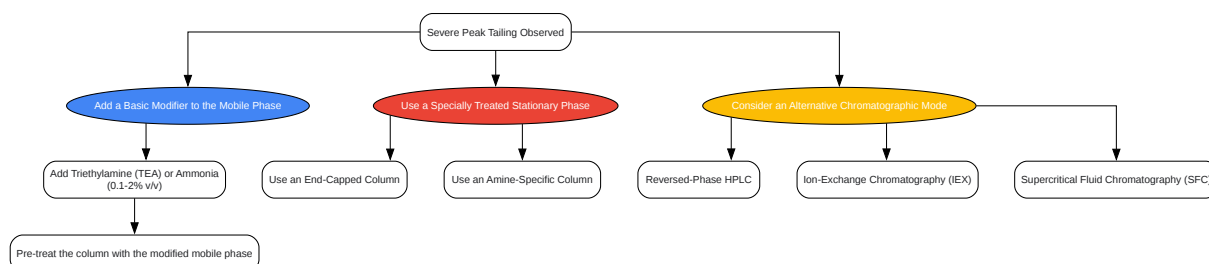 Severe Peak Tailing Observed
Add a Basic Modifier to the Mobile Phase
Use a Specially Treated Stationary Phase
Consider an Alternative Chromatographic Mode
Add Triethylamine (TEA) or Ammonia
(0.1-2% v/v)
Use an End-Capped Column
Use an Amine-Specific Column
Reversed-Phase HPLC
Ion-Exchange Chromatography (IEX)
Supercritical Fluid Chromatography (SFC)
Pre-treat the column with the modified mobile phase